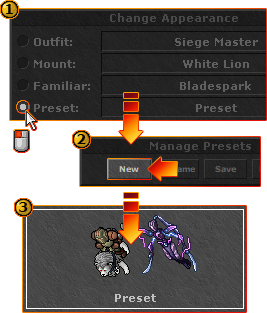 1
Change Appearance
Outfit: Siege Master
Mount: White Lion
Familiar: Bladespark
Preset: Preset
2
Manage Presets
New ame Save
3
Preset